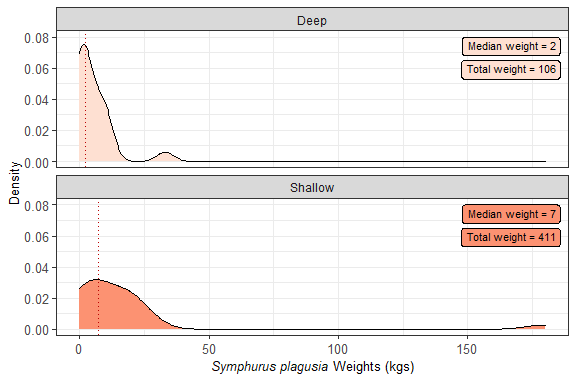 Deep
0.08
0.06
0.04
0.02
0.00
Median weight = 2
Total weight = 106
Shallow
0.08
0.06
0.04
0.02
0.00
Median weight = 7
Total weight = 411
Density
0 50 100 150
Symphurus plagusia Weights (kgs)